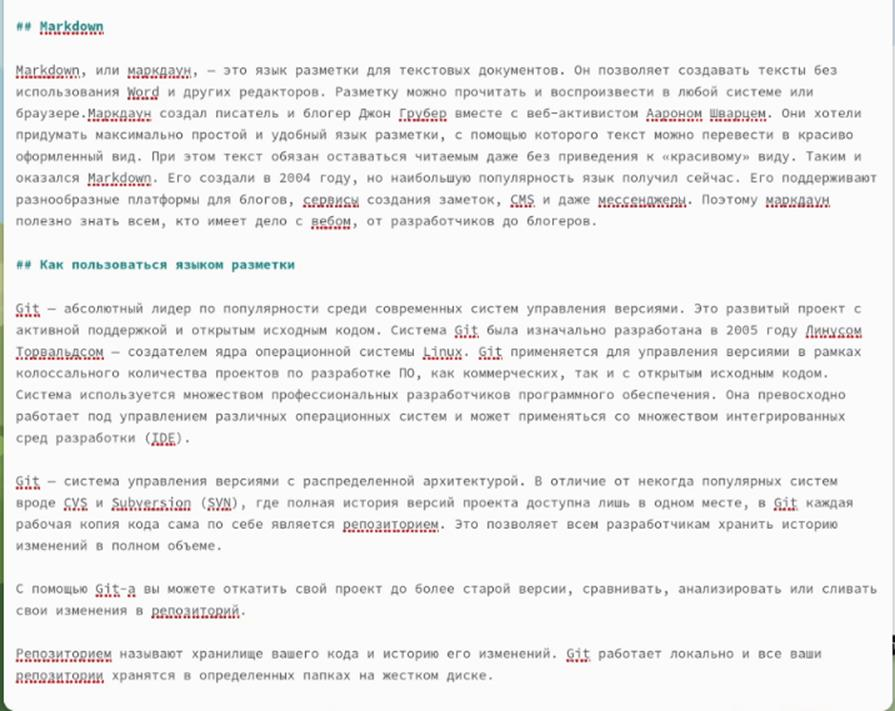 ## Markdown
Markdown, или маркдаун, — это язык разметки для текстовых документов. Он позволяет создавать тексты без
использования Word и других редакторов. Разметку можно прочитать и воспроизвести в любой системе или
браузере.Маркдаун создал писатель и блогер Джон Грубер вместе с веб-активистом Аароном Шварцем. Они хотели
придумать максимально простой и удобный язык разметки, с помощью которого текст можно перевести в красиво
оформленный вид. При этом текст обязан оставаться читаемым даже без приведения к «красивому» виду. Таким и
оказался Markdown. Его создали в 2004 году, но наибольшую популярность язык получил сейчас. Его поддерживают
разнообразные платформы для блогов, сервисы создания заметок, CMS и даже мессенджеры. Поэтому маркдаун
полезно знать всем, кто имеет дело с вебом, от разработчиков до блогеров.
## Как пользоваться языком разметки
Git — абсолютный лидер по популярности среди современных систем управления версиями. Это развитый проект с
активной поддержкой и открытым исходным кодом. Система Git была изначально разработана в 2005 году Линусом
Торвальдсом — создателем ядра операционной системы Linux. Git применяется для управления версиями в рамках
колоссального количества проектов по разработке ПО, как коммерческих, так и с открытым исходным кодом.
Система используется множеством профессиональных разработчиков программного обеспечения. Она превосходно
работает под управлением различных операционных систем и может применяться со множеством интегрированных
сред разработки (IDE).
Git — система управления версиями с распределенной архитектурой. В отличие от некогда популярных систем
вроде CVS и Subversion (SVN), где полная история версий проекта доступна лишь в одном месте, в Git каждая
рабочая копия кода сама по себе является репозиторием. Это позволяет всем разработчикам хранить историю
изменений в полном объеме.
С помощью Git-а вы можете откатить свой проект до более старой версии, сравнивать, анализировать или сливать
свои изменения в репозиторий.
Репозиторием называют хранилище вашего кода и историю его изменений. Git работает локально и все ваши
репозитории хранятся в определенных папках на жестком диске.